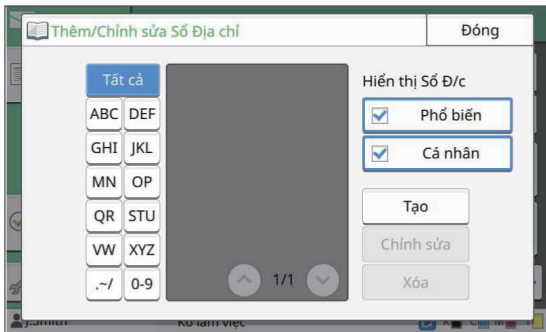 Thêm/Chỉnh sửa Sổ Địa chỉ
Đóng
Tất cả
Hiển thị Sổ Đ/c
ABC DEF
Phổ biến
GHI JKL
Cá nhân
MN OP
QR STU
Tạo
VW XYZ
Chỉnh sửa
.~/ 0-9
1/1
Xóa
J.Smith
Ko làm việc
K C M Y